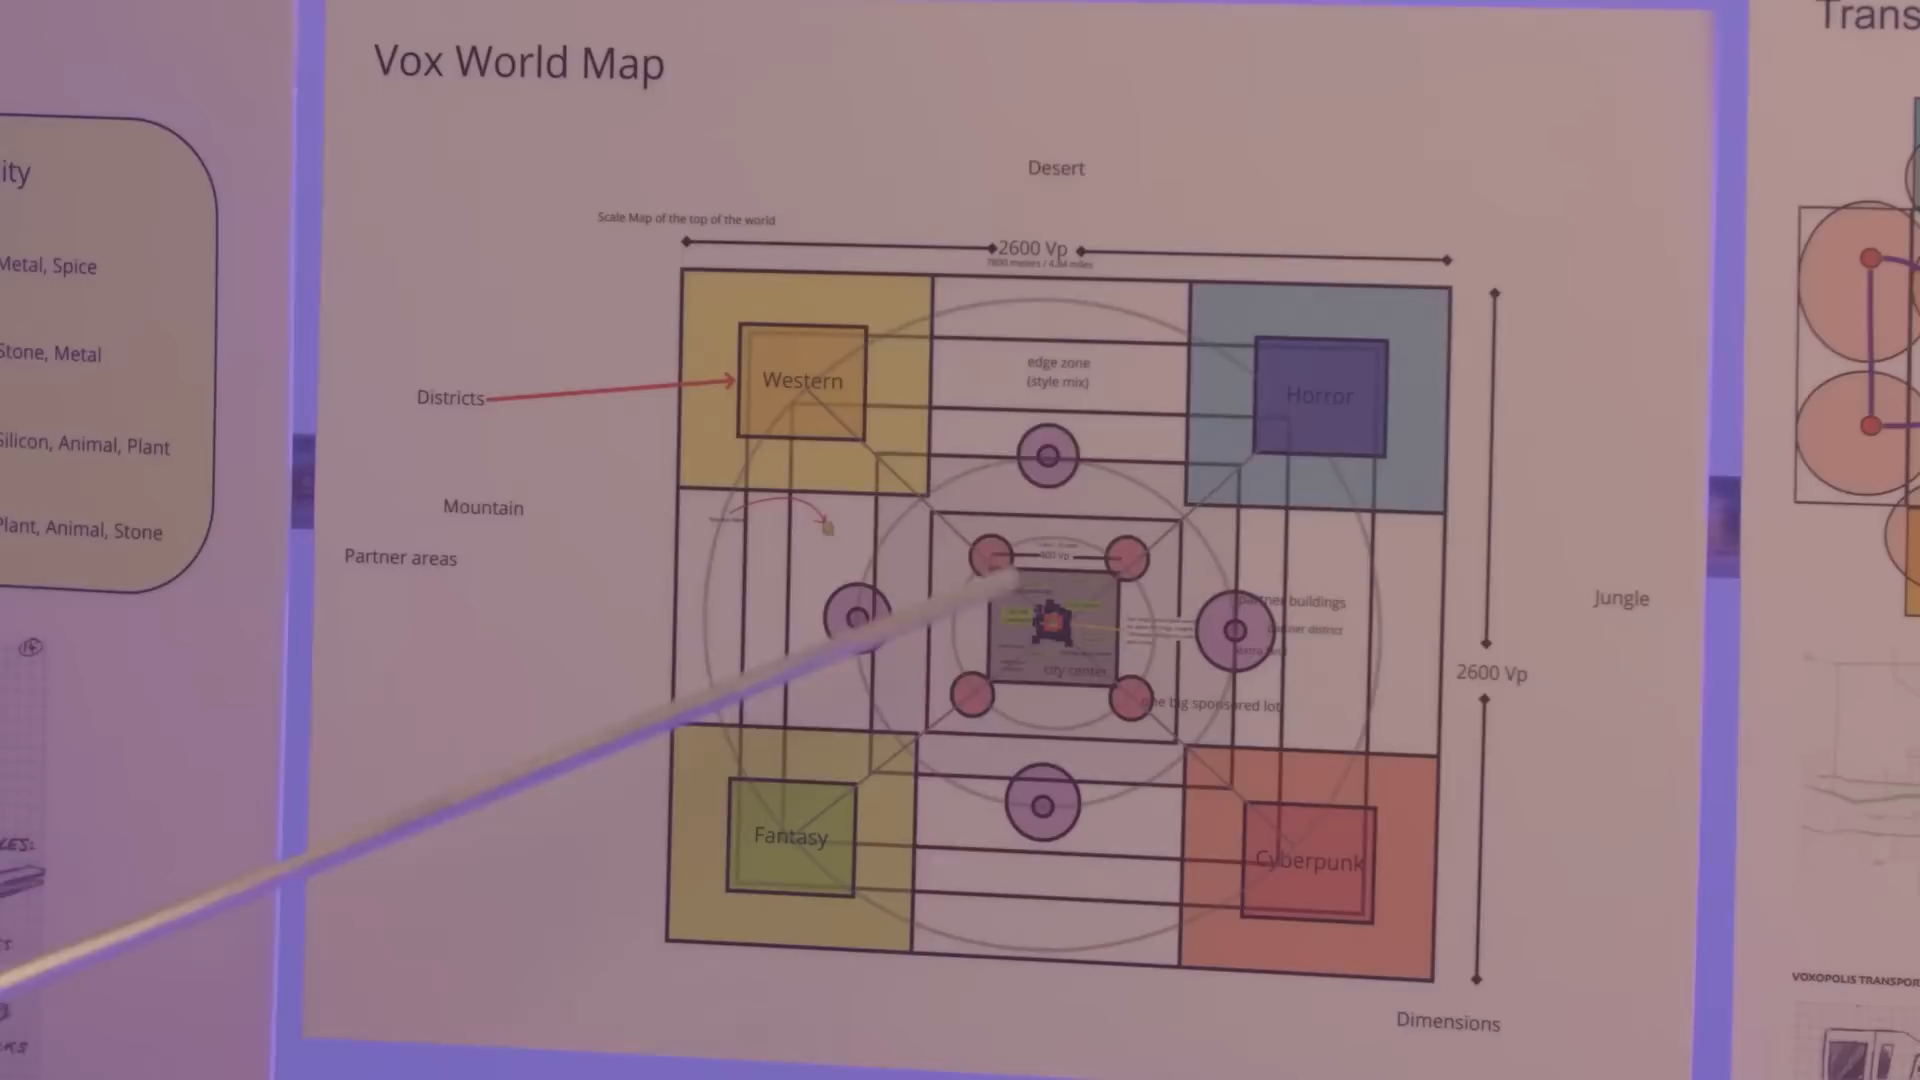 ity
Metal, Spice
Stone, Metal
Silicon, Animal, Plant
Plant, Animal, Stone
Vox World Map
Desert
Scale Map of the top of the world
2600 Vp
Districts
Western
edge zone
(style mix)
Horror
Mountain
Partner areas
partner buildings
partner district
Jungle
city center
2600 Vp
one big sponsored lot
Fantasy
Cyberpunk
Dimensions
Trans
VOXOPOLIS TRANSPOR